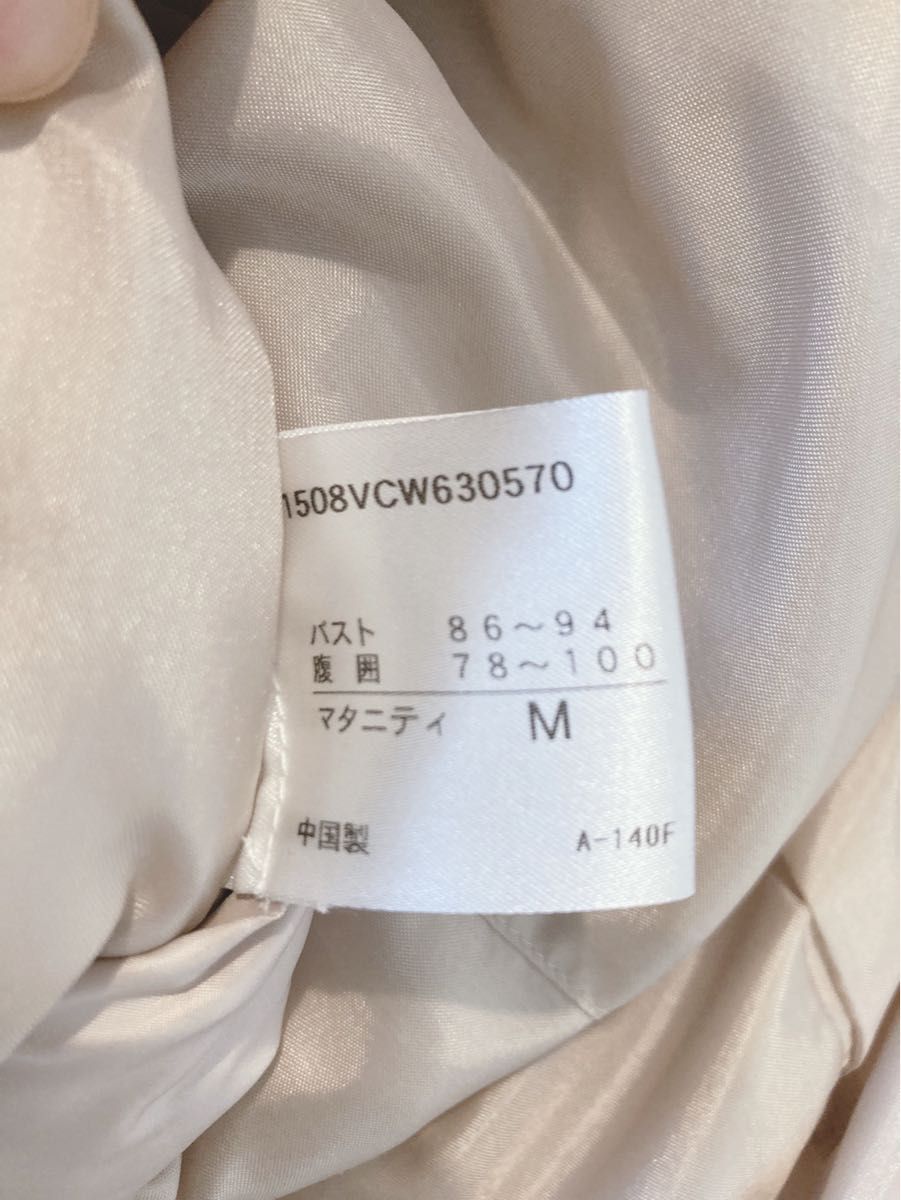 1508VCW630570
バスト 86～94
腹囲 78～100
マタニティ M
中国製 A-140F